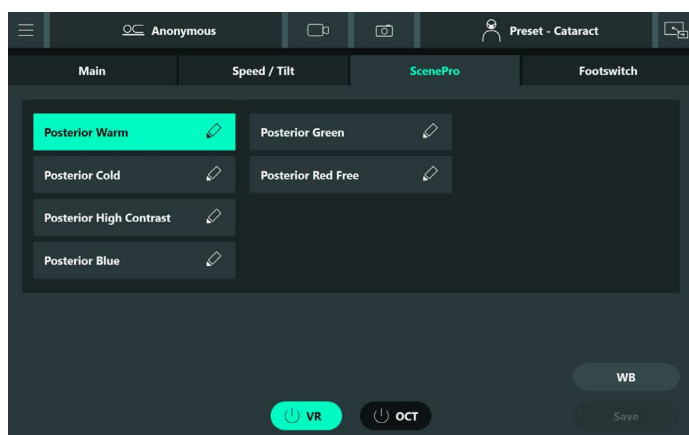 Anonymous
Preset - Cataract
Main
Speed / Tilt
ScenePro
Footswitch
Posterior Warm
Posterior Green
Posterior Cold
Posterior Red Free
Posterior High Contrast
Posterior Blue
WB
VR
OCT
Save